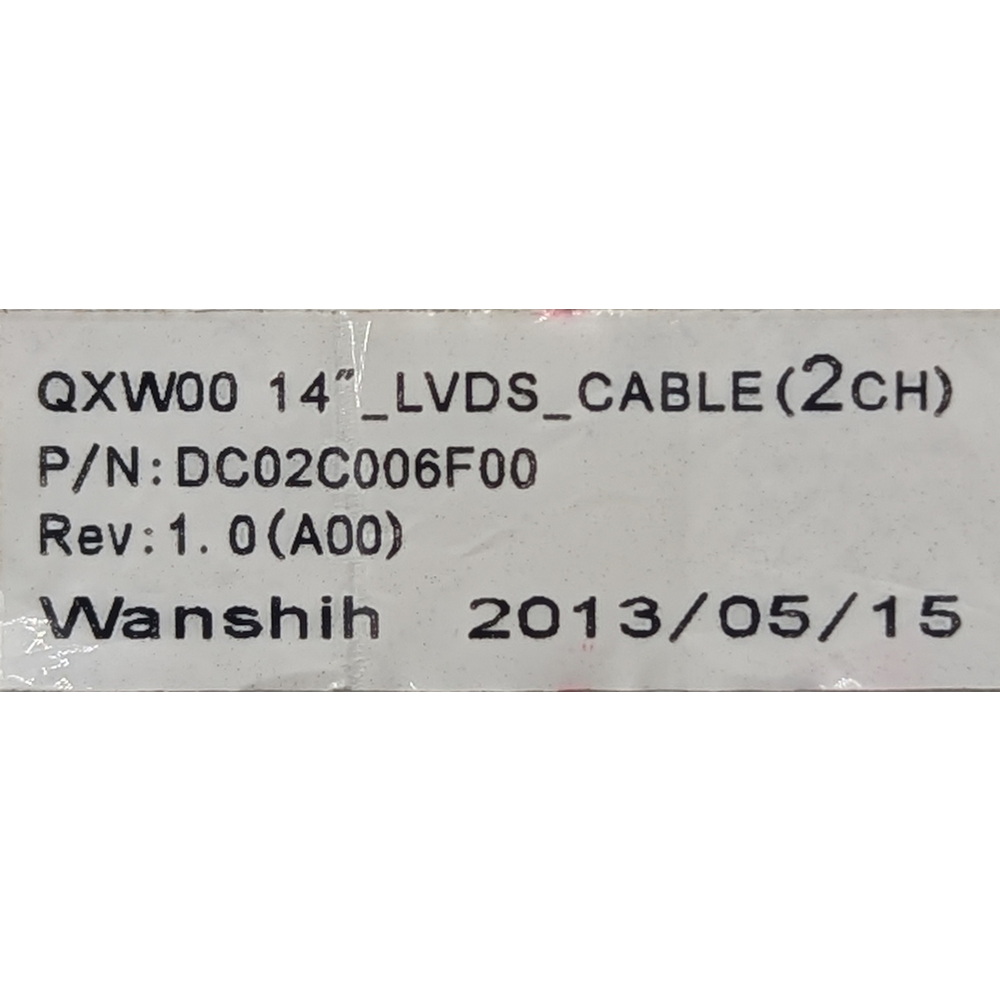 QXW00 14"_LVDS_CABLE(2CH)
P/N:DC02C006F00
Rev:1.0(A00)
Wanshih 2013/05/15